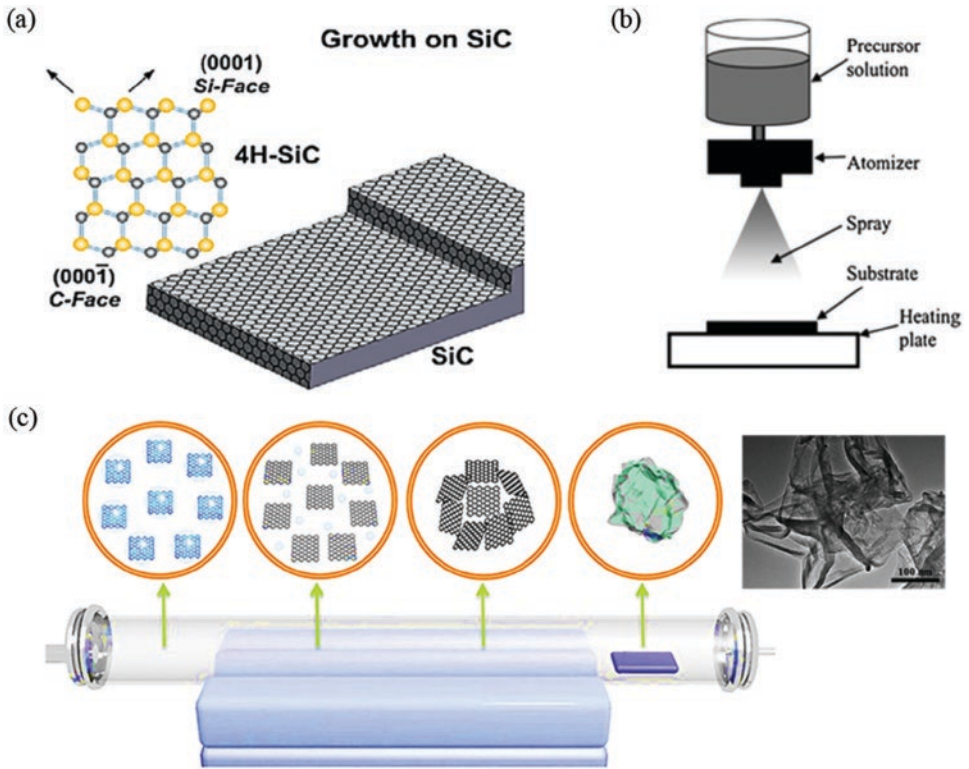 (a)
Growth on SiC
(0001)
Si-Face
4H-SiC
(0001̄)
C-Face
SiC
(b)
Precursor
solution
Atomizer
Spray
Substrate
Heating
plate
(c)
100 nm